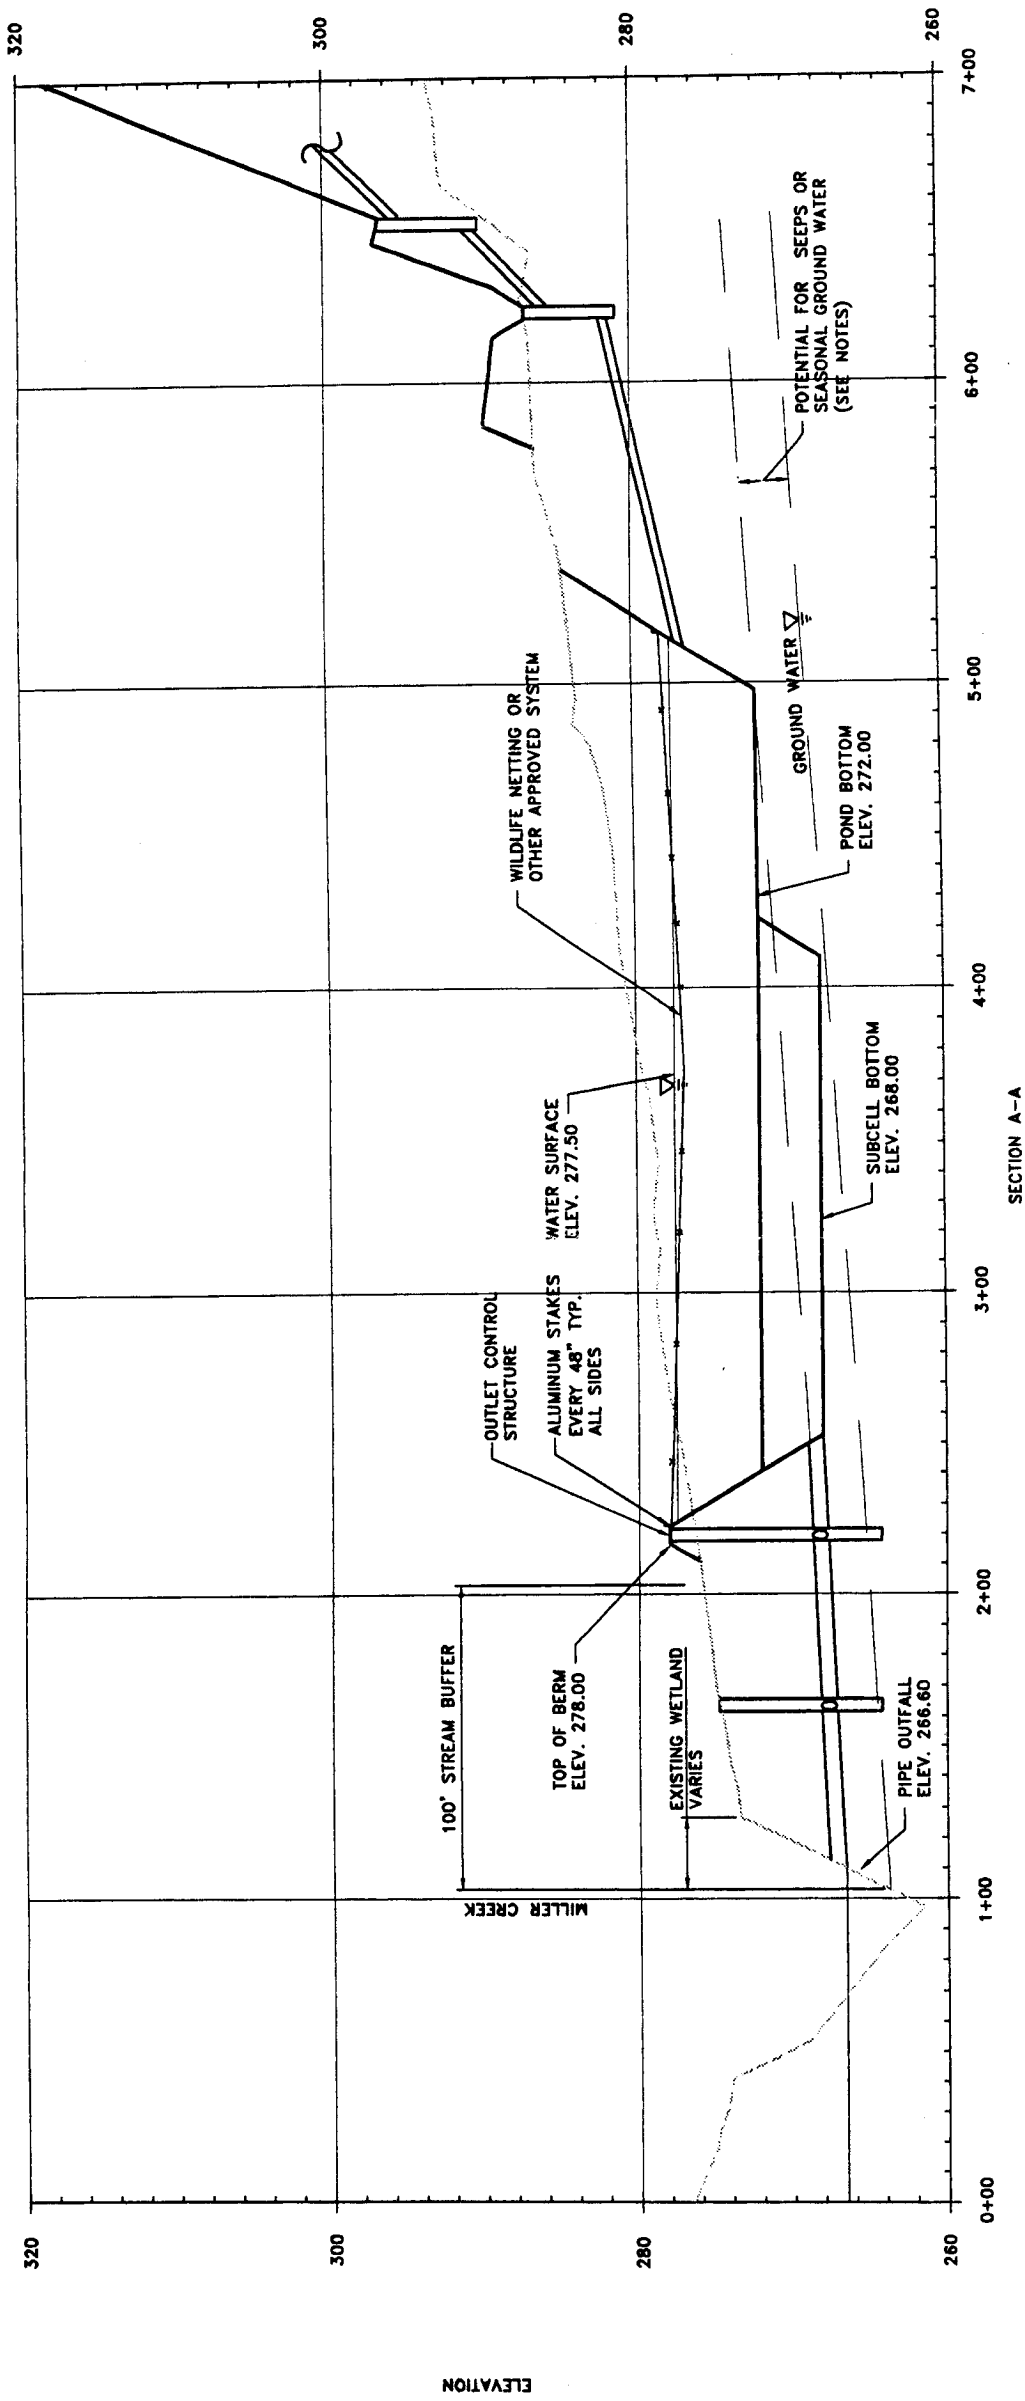 ELEVATION
320
300
280
260
320
300
280
260
0+00
1+00
2+00
3+00
4+00
5+00
6+00
7+00
MILLER CREEK
100' STREAM BUFFER
EXISTING WETLAND
VARIES
PIPE OUTFALL
ELEV. 266.60
TOP OF BERM
ELEV. 278.00
OUTLET CONTROL
STRUCTURE
ALUMINUM STAKES
EVERY 48" TYP.
ALL SIDES
WATER SURFACE
ELEV. 277.50
WILDLIFE NETTING OR
OTHER APPROVED SYSTEM
SUBCELL BOTTOM
ELEV. 268.00
POND BOTTOM
ELEV. 272.00
GROUND WATER
POTENTIAL FOR SEEPS OR
SEASONAL GROUND WATER
(SEE NOTES)
SECTION A-A